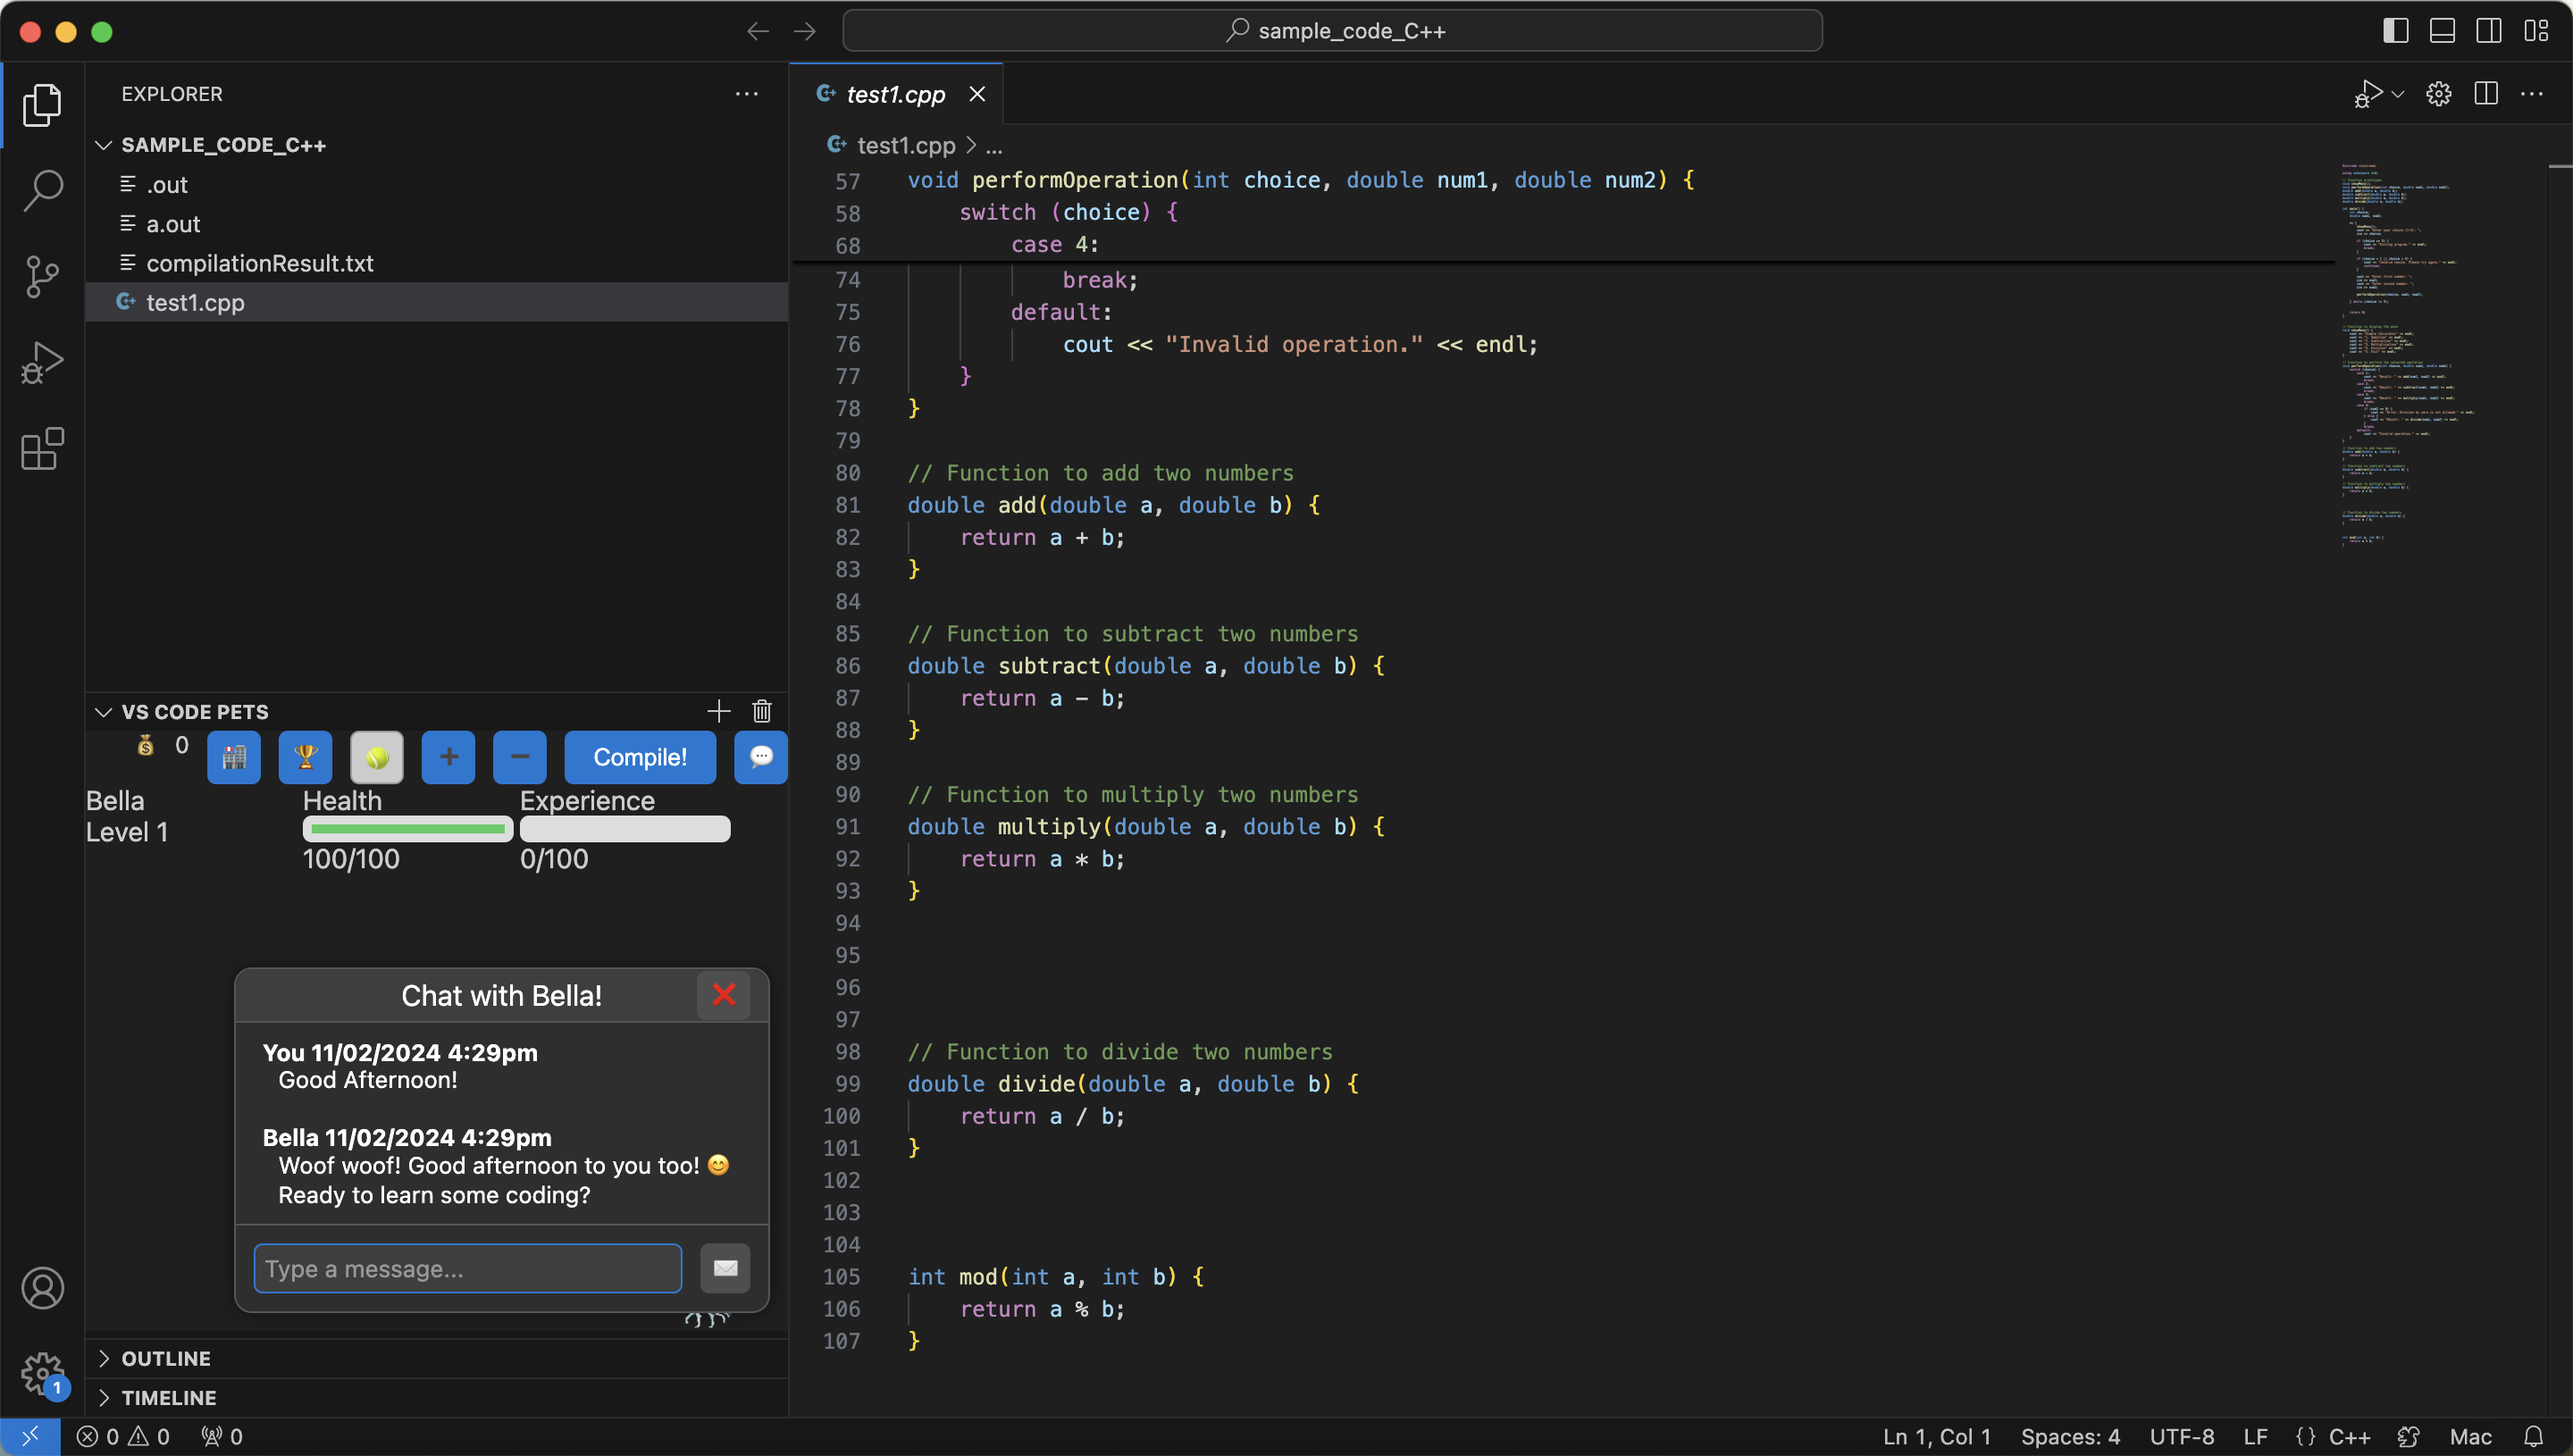 sample_code_C++
EXPLORER
SAMPLE_CODE_C++
.out
a.out
compilationResult.txt
test1.cpp
VS CODE PETS
0
Compile!
Bella
Level 1
Health
100/100
Experience
0/100
Chat with Bella!
You 11/02/2024 4:29pm
Good Afternoon!
Bella 11/02/2024 4:29pm
Woof woof! Good afternoon to you too! 😊
Ready to learn some coding?
Type a message...
OUTLINE
TIMELINE
1
test1.cpp
test1.cpp > ...
57 void performOperation(int choice, double num1, double num2) {
58     switch (choice) {
68         case 4:
74             break;
75         default:
76             cout << "Invalid operation." << endl;
77     }
78 }
79
80 // Function to add two numbers
81 double add(double a, double b) {
82     return a + b;
83 }
84
85 // Function to subtract two numbers
86 double subtract(double a, double b) {
87     return a - b;
88 }
89
90 // Function to multiply two numbers
91 double multiply(double a, double b) {
92     return a * b;
93 }
94
95
96
97
98 // Function to divide two numbers
99 double divide(double a, double b) {
100     return a / b;
101 }
102
103
104
105 int mod(int a, int b) {
106     return a % b;
107 }
0 0 0
Ln 1, Col 1 Spaces: 4 UTF-8 LF {} C++ Mac